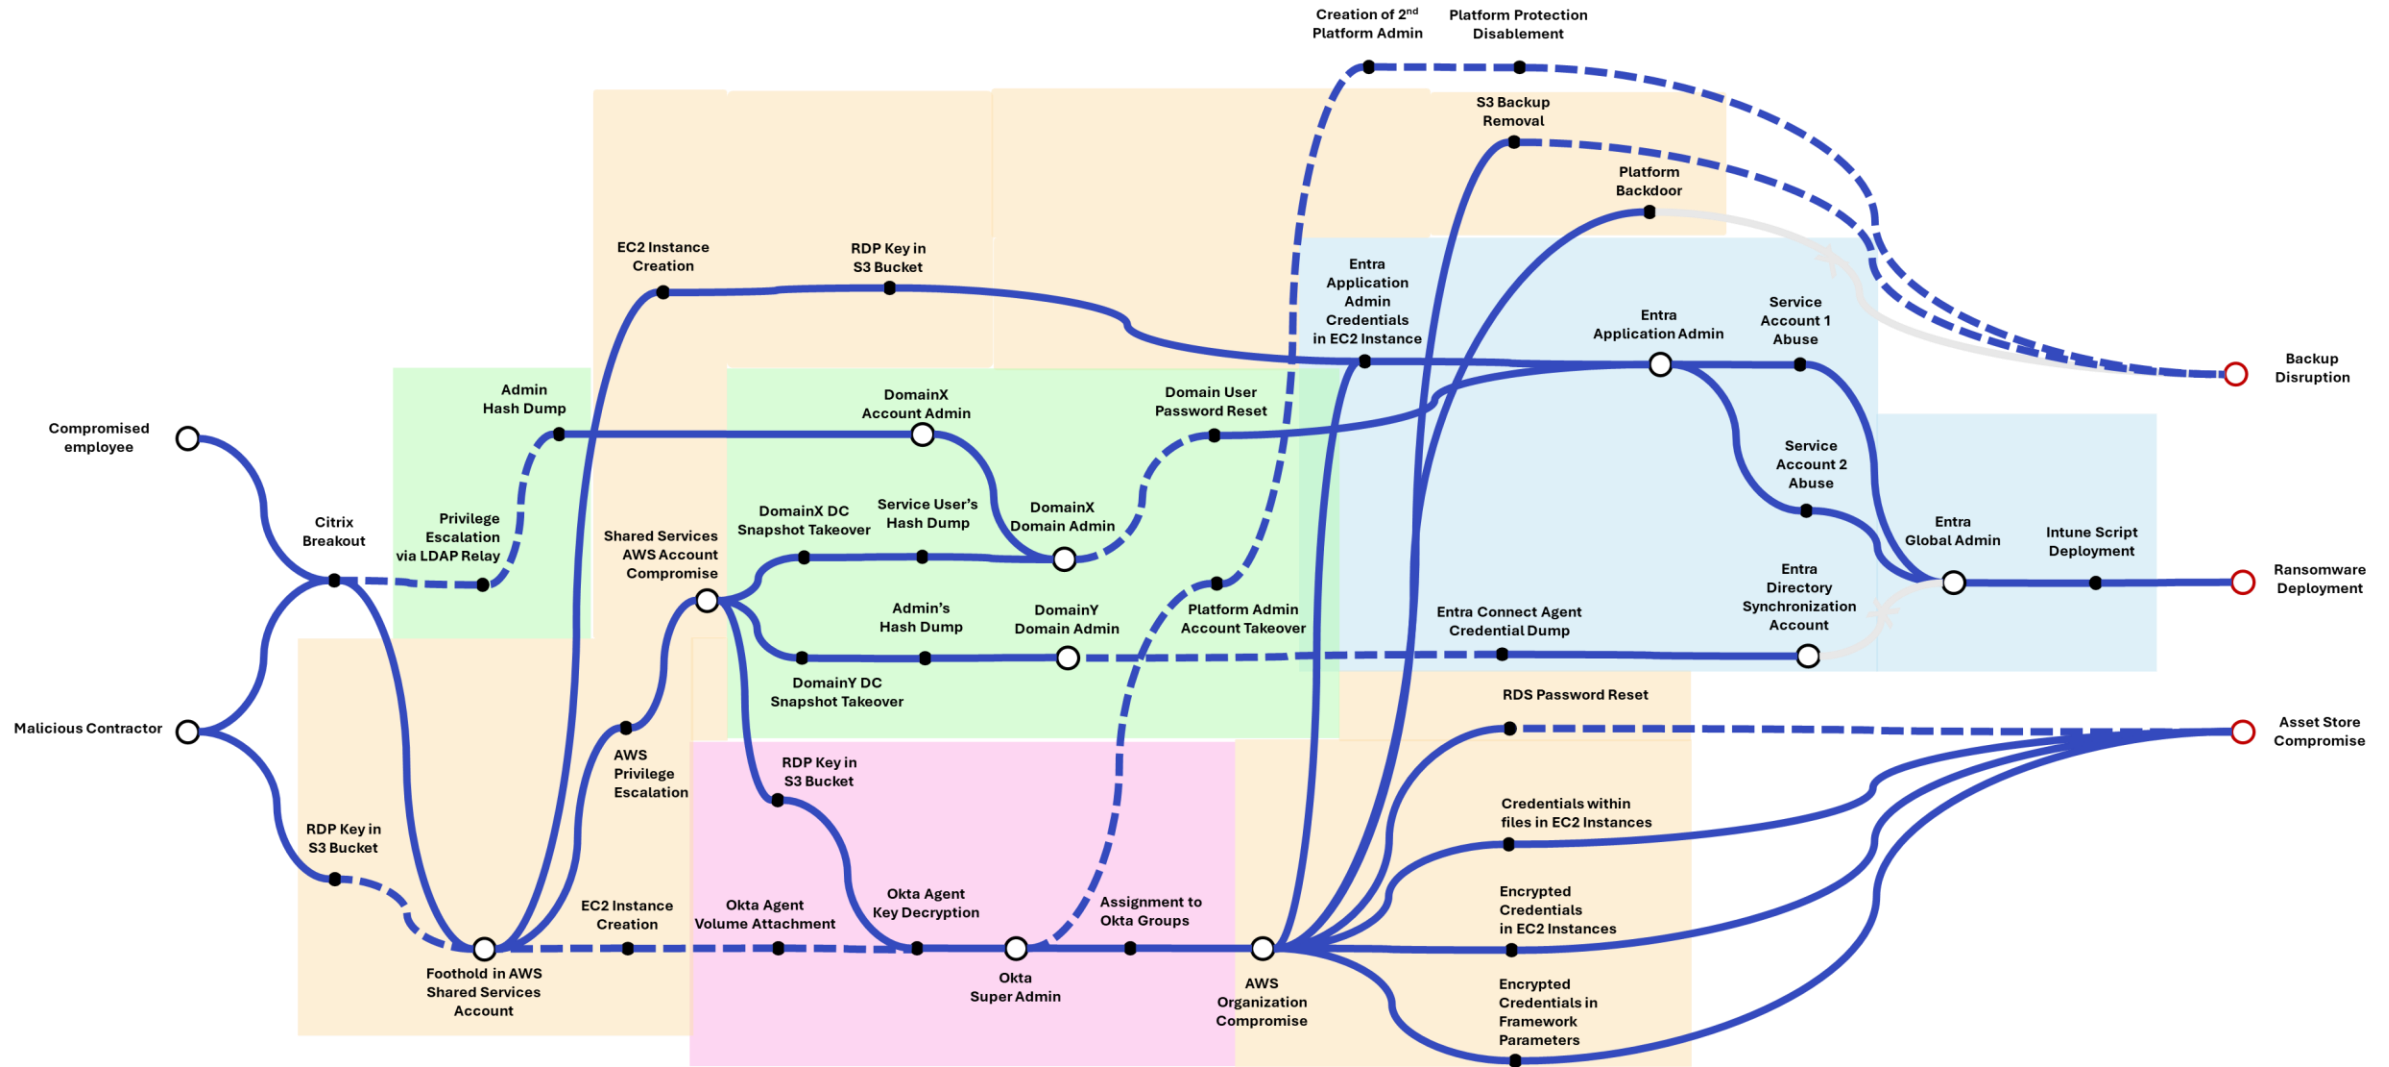 Creation of 2nd
Platform Admin
Platform Protection
Disablement
S3 Backup
Removal
Platform
Backdoor
EC2 Instance
Creation
RDP Key in
S3 Bucket
Entra
Application
Admin
Credentials
in EC2 Instance
Entra
Application Admin
Service
Account 1
Abuse
Backup
Disruption
Admin
Hash Dump
DomainX
Account Admin
Domain User
Password Reset
Compromised
employee
Citrix
Breakout
Privilege
Escalation
via LDAP Relay
Shared Services
AWS Account
Compromise
DomainX DC
Snapshot Takeover
Service User's
Hash Dump
DomainX
Domain Admin
Service
Account 2
Abuse
Entra
Global Admin
Intune Script
Deployment
Ransomware
Deployment
Entra
Directory
Synchronization
Account
Admin's
Hash Dump
DomainY
Domain Admin
Platform Admin
Account Takeover
Entra Connect Agent
Credential Dump
DomainY DC
Snapshot Takeover
RDS Password Reset
Malicious Contractor
Asset Store
Compromise
AWS
Privilege
Escalation
RDP Key in
S3 Bucket
Credentials within
files in EC2 Instances
RDP Key in
S3 Bucket
EC2 Instance
Creation
Okta Agent
Volume Attachment
Okta Agent
Key Decryption
Assignment to
Okta Groups
Encrypted
Credentials
in EC2 Instances
Foothold in AWS
Shared Services
Account
Okta
Super Admin
AWS
Organization
Compromise
Encrypted
Credentials in
Framework
Parameters